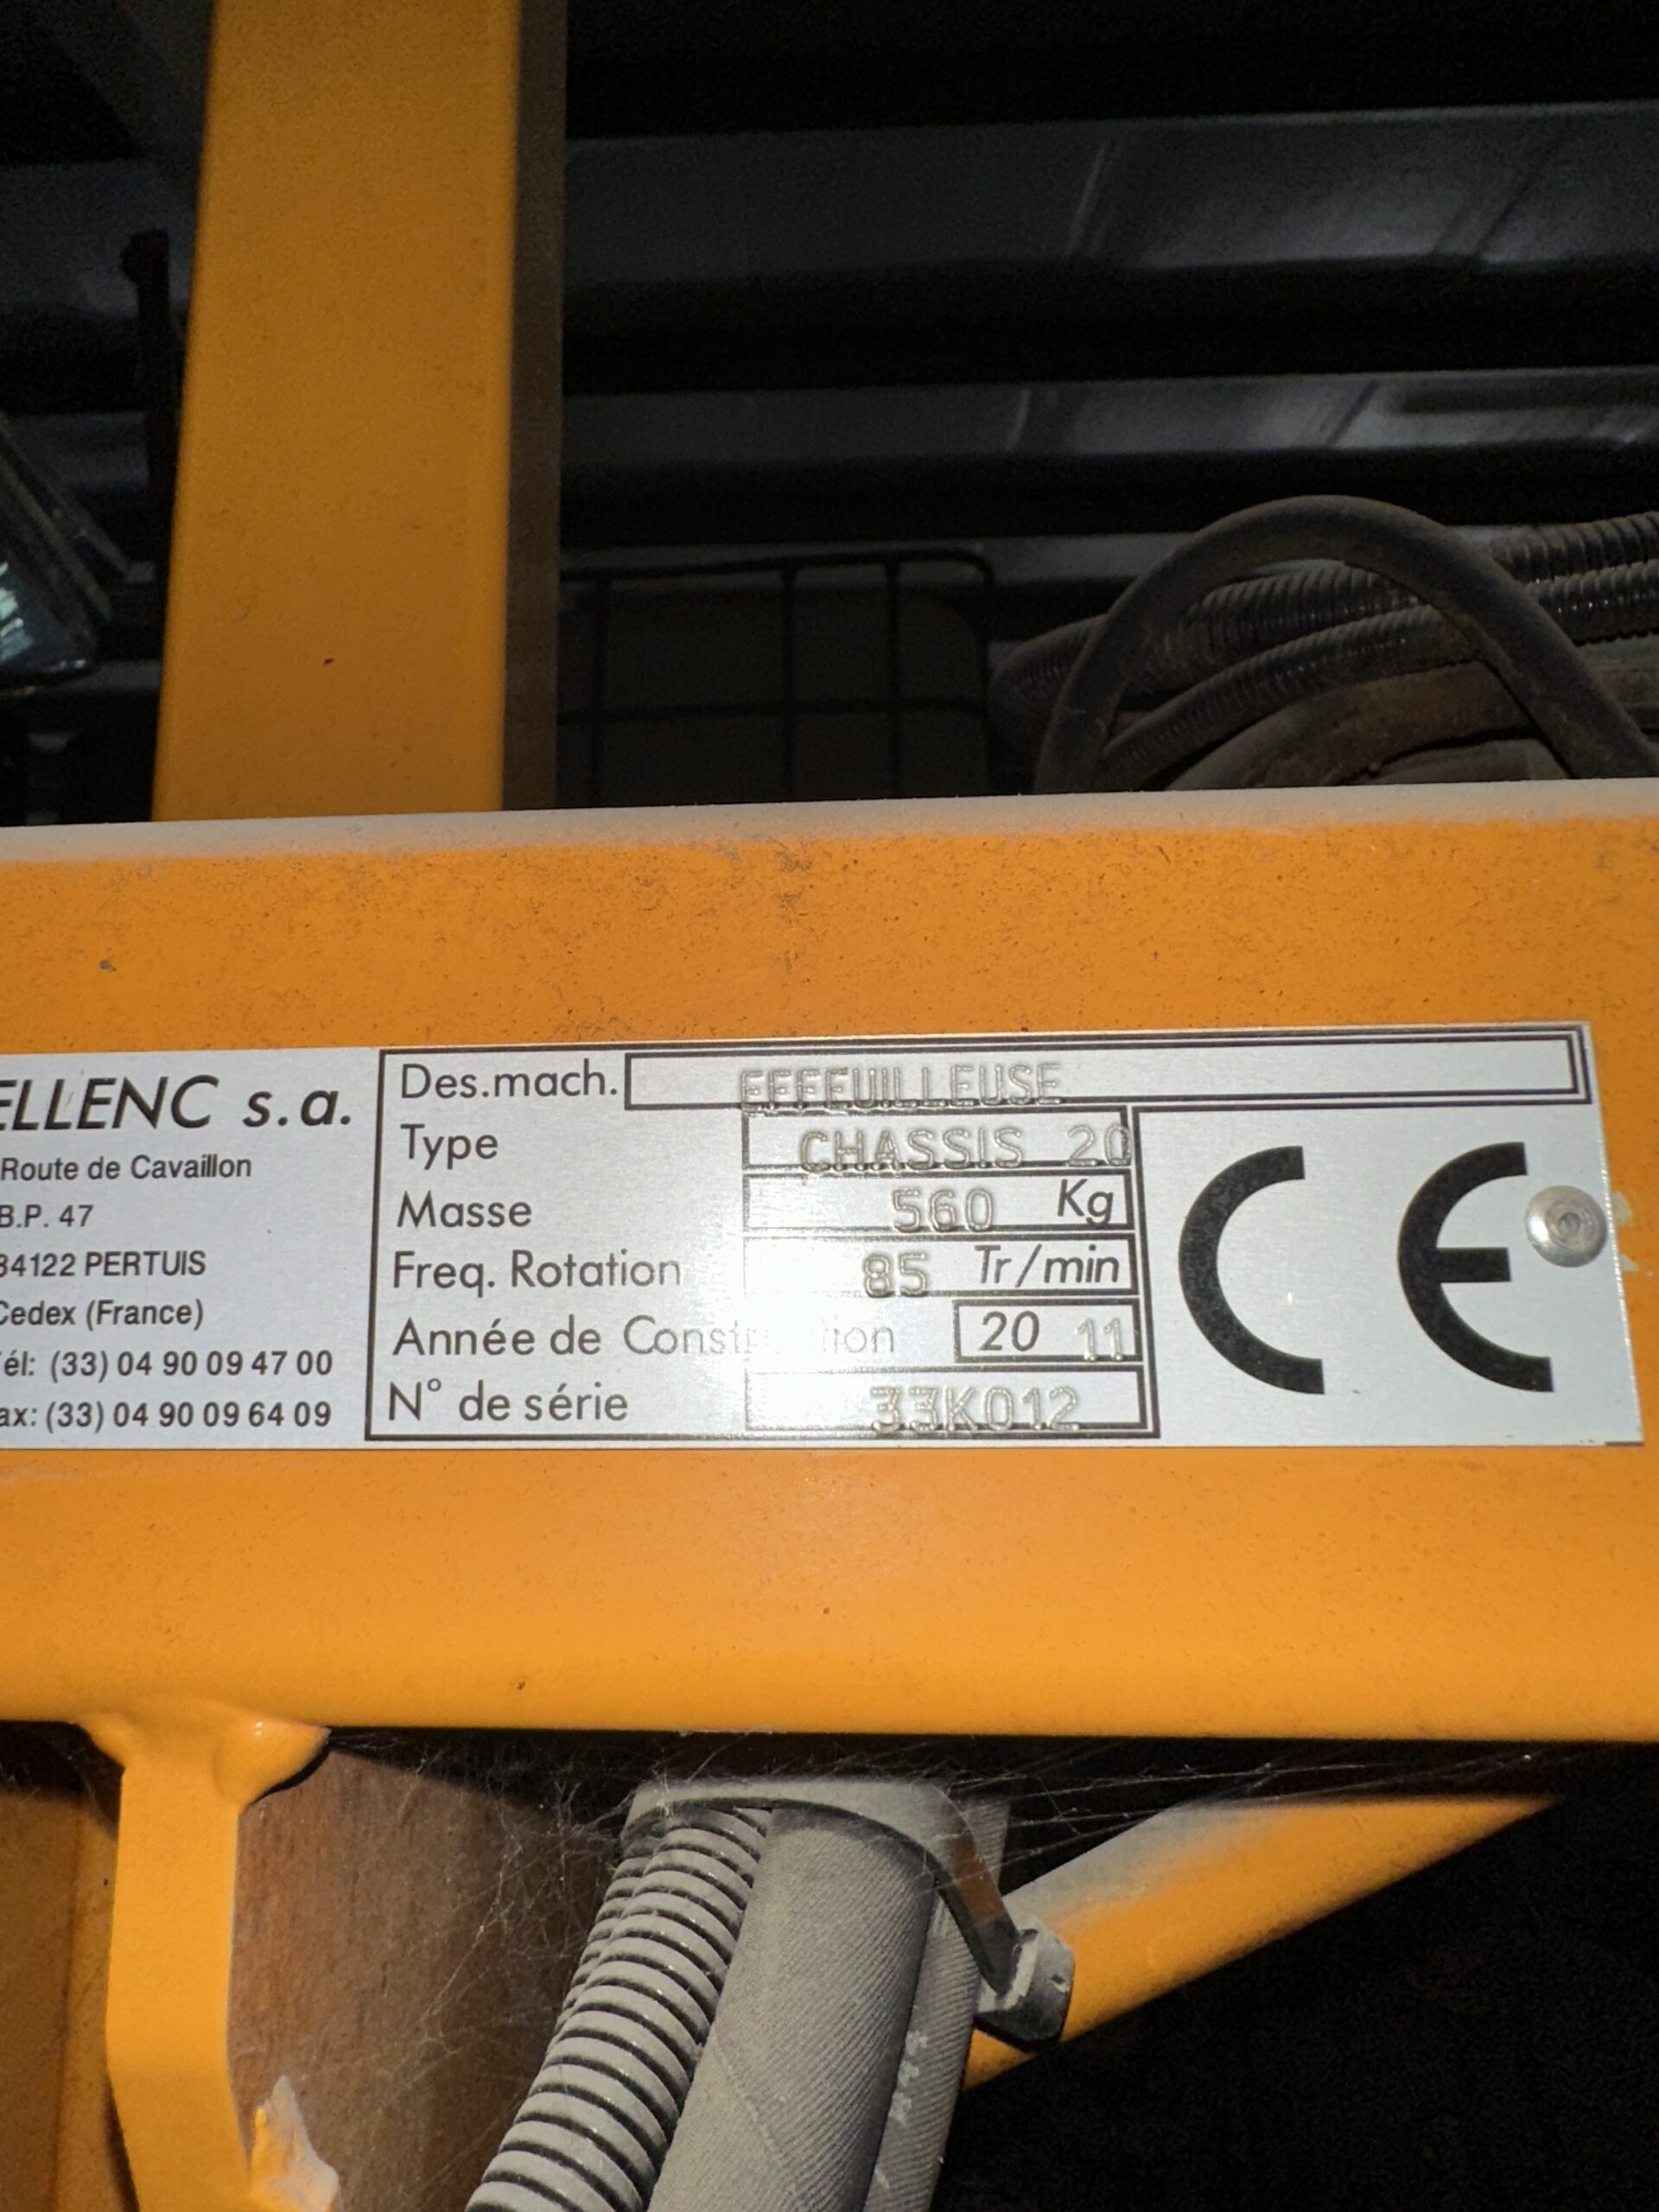 ELLENC s.a.
Route de Cavaillon
B.P. 47
84122 PERTUIS
Cedex (France)
Tél: (33) 04 90 09 47 00
ax: (33) 04 90 09 64 09
Des.mach. EFFEUILLEUSE
Type CHASSIS 20
Masse 560 Kg
Freq. Rotation 85 Tr/min
Année de Construction 20 11
N° de série 33K012
CE